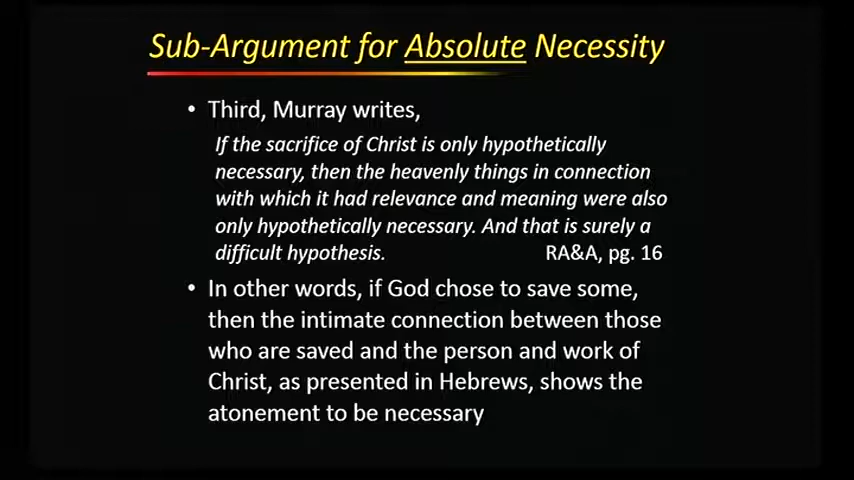 Sub-Argument for Absolute Necessity
• Third, Murray writes,
If the sacrifice of Christ is only hypothetically
necessary, then the heavenly things in connection
with which it had relevance and meaning were also
only hypothetically necessary. And that is surely a
difficult hypothesis. RA&A, pg. 16
• In other words, if God chose to save some,
then the intimate connection between those
who are saved and the person and work of
Christ, as presented in Hebrews, shows the
atonement to be necessary